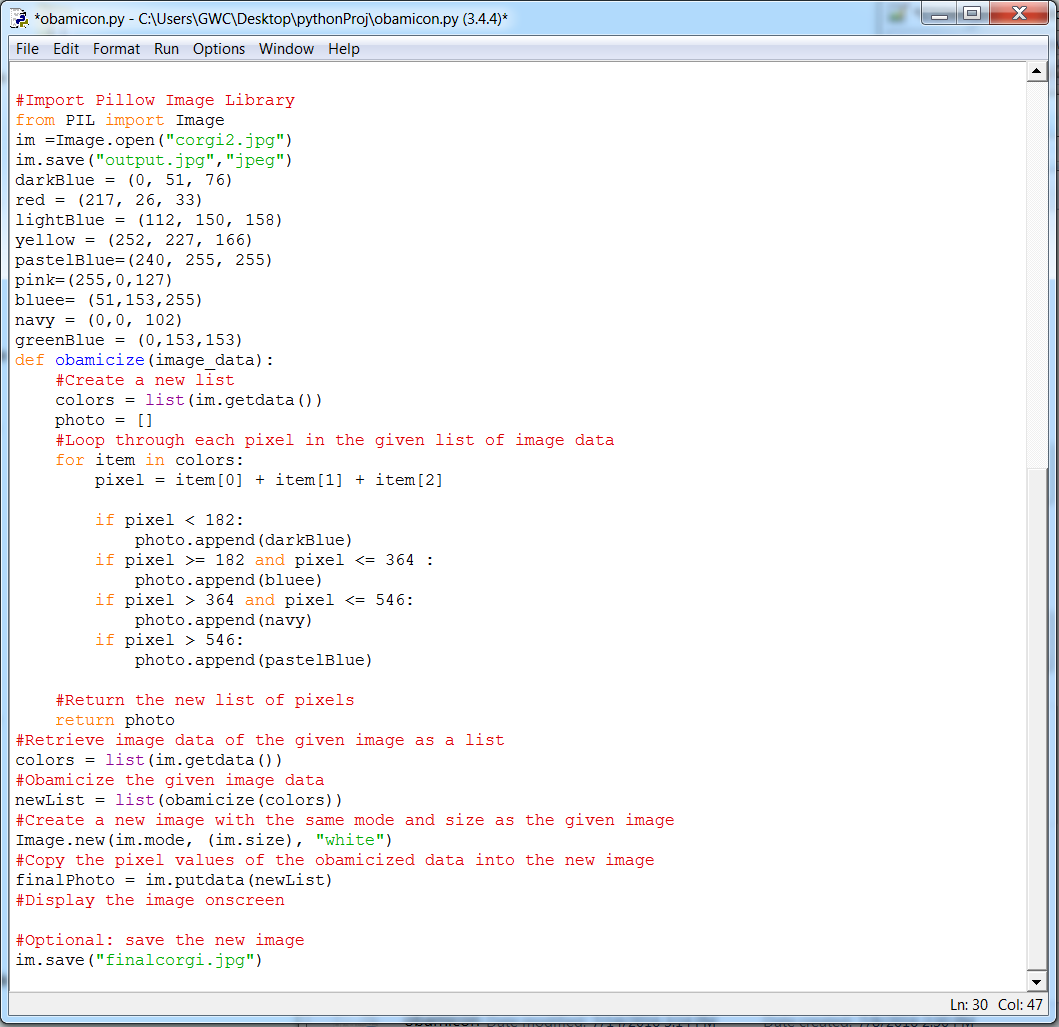 *obamicon.py - C:\Users\GWC\Desktop\pythonProj\obamicon.py (3.4.4)*
File Edit Format Run Options Window Help
#Import Pillow Image Library
from PIL import Image
im =Image.open("corgi2.jpg")
im.save("output.jpg","jpeg")
darkBlue = (0, 51, 76)
red = (217, 26, 33)
lightBlue = (112, 150, 158)
yellow = (252, 227, 166)
pastelBlue=(240, 255, 255)
pink=(255,0,127)
bluee= (51,153,255)
navy = (0,0, 102)
greenBlue = (0,153,153)
def obamicize(image_data):
    #Create a new list
    colors = list(im.getdata())
    photo = []
    #Loop through each pixel in the given list of image data
    for item in colors:
        pixel = item[0] + item[1] + item[2]
        if pixel < 182:
            photo.append(darkBlue)
        if pixel >= 182 and pixel <= 364 :
            photo.append(bluee)
        if pixel > 364 and pixel <= 546:
            photo.append(navy)
        if pixel > 546:
            photo.append(pastelBlue)
    #Return the new list of pixels
    return photo
#Retrieve image data of the given image as a list
colors = list(im.getdata())
#Obamicize the given image data
newList = list(obamicize(colors))
#Create a new image with the same mode and size as the given image
Image.new(im.mode, (im.size), "white")
#Copy the pixel values of the obamicized data into the new image
finalPhoto = im.putdata(newList)
#Display the image onscreen
#Optional: save the new image
im.save("finalcorgi.jpg")
Ln: 30 Col: 47